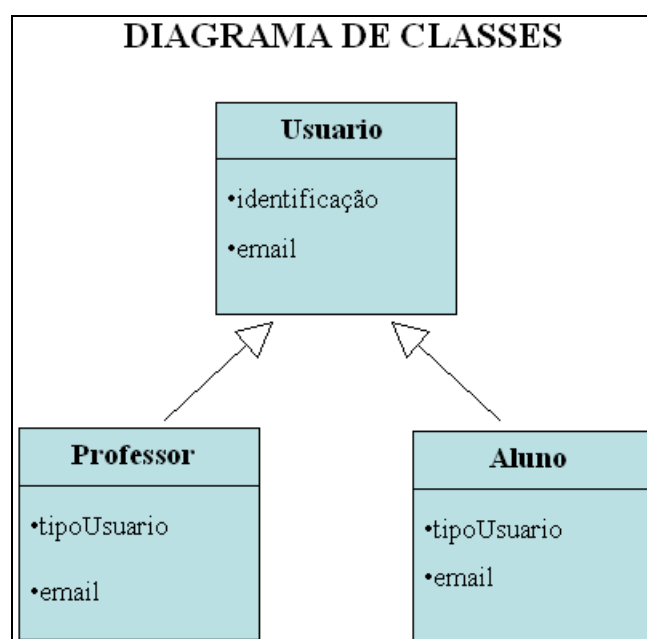 DIAGRAMA DE CLASSES
Usuario
•identificação
•email
Professor
•tipoUsuario
•email
Aluno
•tipoUsuario
•email